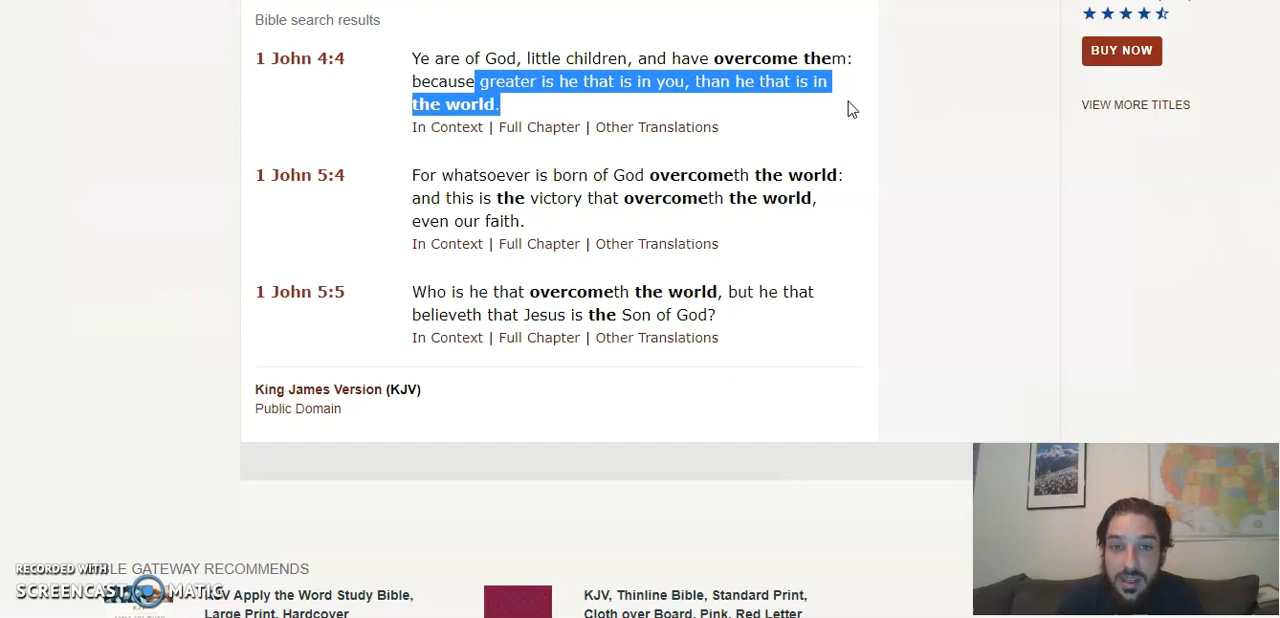 Bible search results
1 John 4:4
Ye are of God, little children, and have overcome them:
because greater is he that is in you, than he that is in
the world.
In Context | Full Chapter | Other Translations
1 John 5:4
For whatsoever is born of God overcometh the world:
and this is the victory that overcometh the world,
even our faith.
In Context | Full Chapter | Other Translations
1 John 5:5
Who is he that overcometh the world, but he that
believeth that Jesus is the Son of God?
In Context | Full Chapter | Other Translations
King James Version (KJV)
Public Domain
BUY NOW
VIEW MORE TITLES
GATEWAY RECOMMENDS
RECORDED WITH
SCREENCAST-O-MATIC
KJV Apply the Word Study Bible,
Large Print, Hardcover
KJV, Thinline Bible, Standard Print,
Cloth over Board, Pink, Red Letter